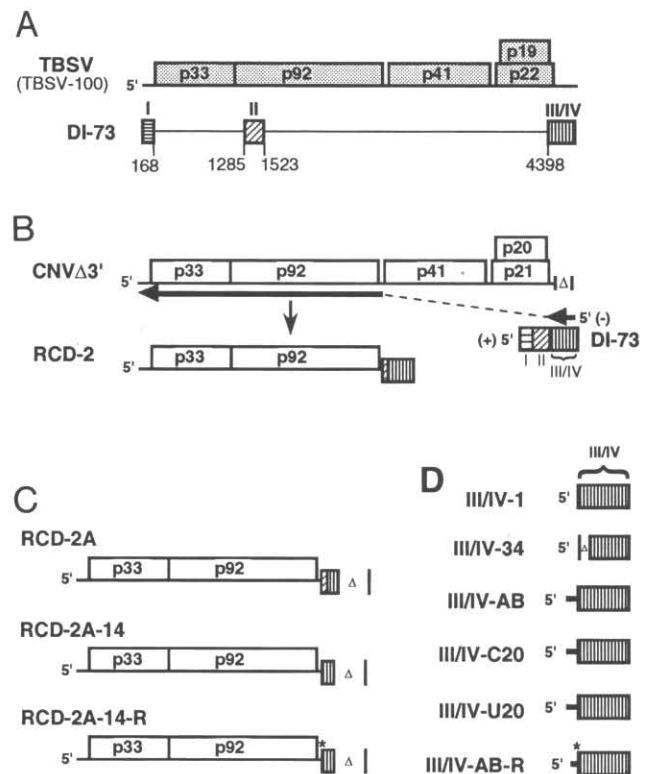 A
TBSV
(TBSV-100)
5'
p33
p92
p41
p19
p22
I
II
III/IV
DI-73
168
1285
1523
4398
B
CNVΔ3'
5'
p33
p92
p41
p20
p21
Δ
5' (-)
(+) 5'
DI-73
I
II
III/IV
RCD-2
5'
p33
p92
C
RCD-2A
5'
p33
p92
Δ
RCD-2A-14
5'
p33
p92
Δ
RCD-2A-14-R
5'
p33
p92
*
Δ
D
III/IV
III/IV-1 5'
III/IV-34 5' Δ
III/IV-AB 5'
III/IV-C20 5'
III/IV-U20 5'
III/IV-AB-R 5' *